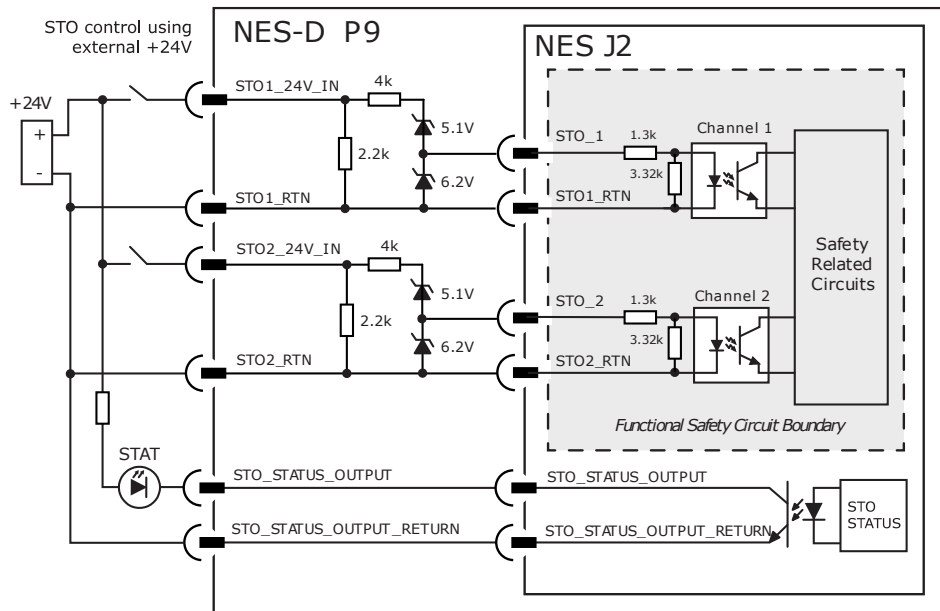 STO control using
external +24V
NES-D P9
NES J2
+24V
+
-
STO1_24V_IN
4k
5.1V
2.2k
6.2V
STO1_RTN
STO_1
1.3k
3.32k
Channel 1
STO1_RTN
STO2_24V_IN
4k
5.1V
2.2k
6.2V
STO2_RTN
STO_2
1.3k
3.32k
Channel 2
STO2_RTN
Safety
Related
Circuits
Functional Safety Circuit Boundary
STAT
STO_STATUS_OUTPUT
STO_STATUS_OUTPUT
STO_STATUS_OUTPUT_RETURN
STO_STATUS_OUTPUT_RETURN
STO
STATUS